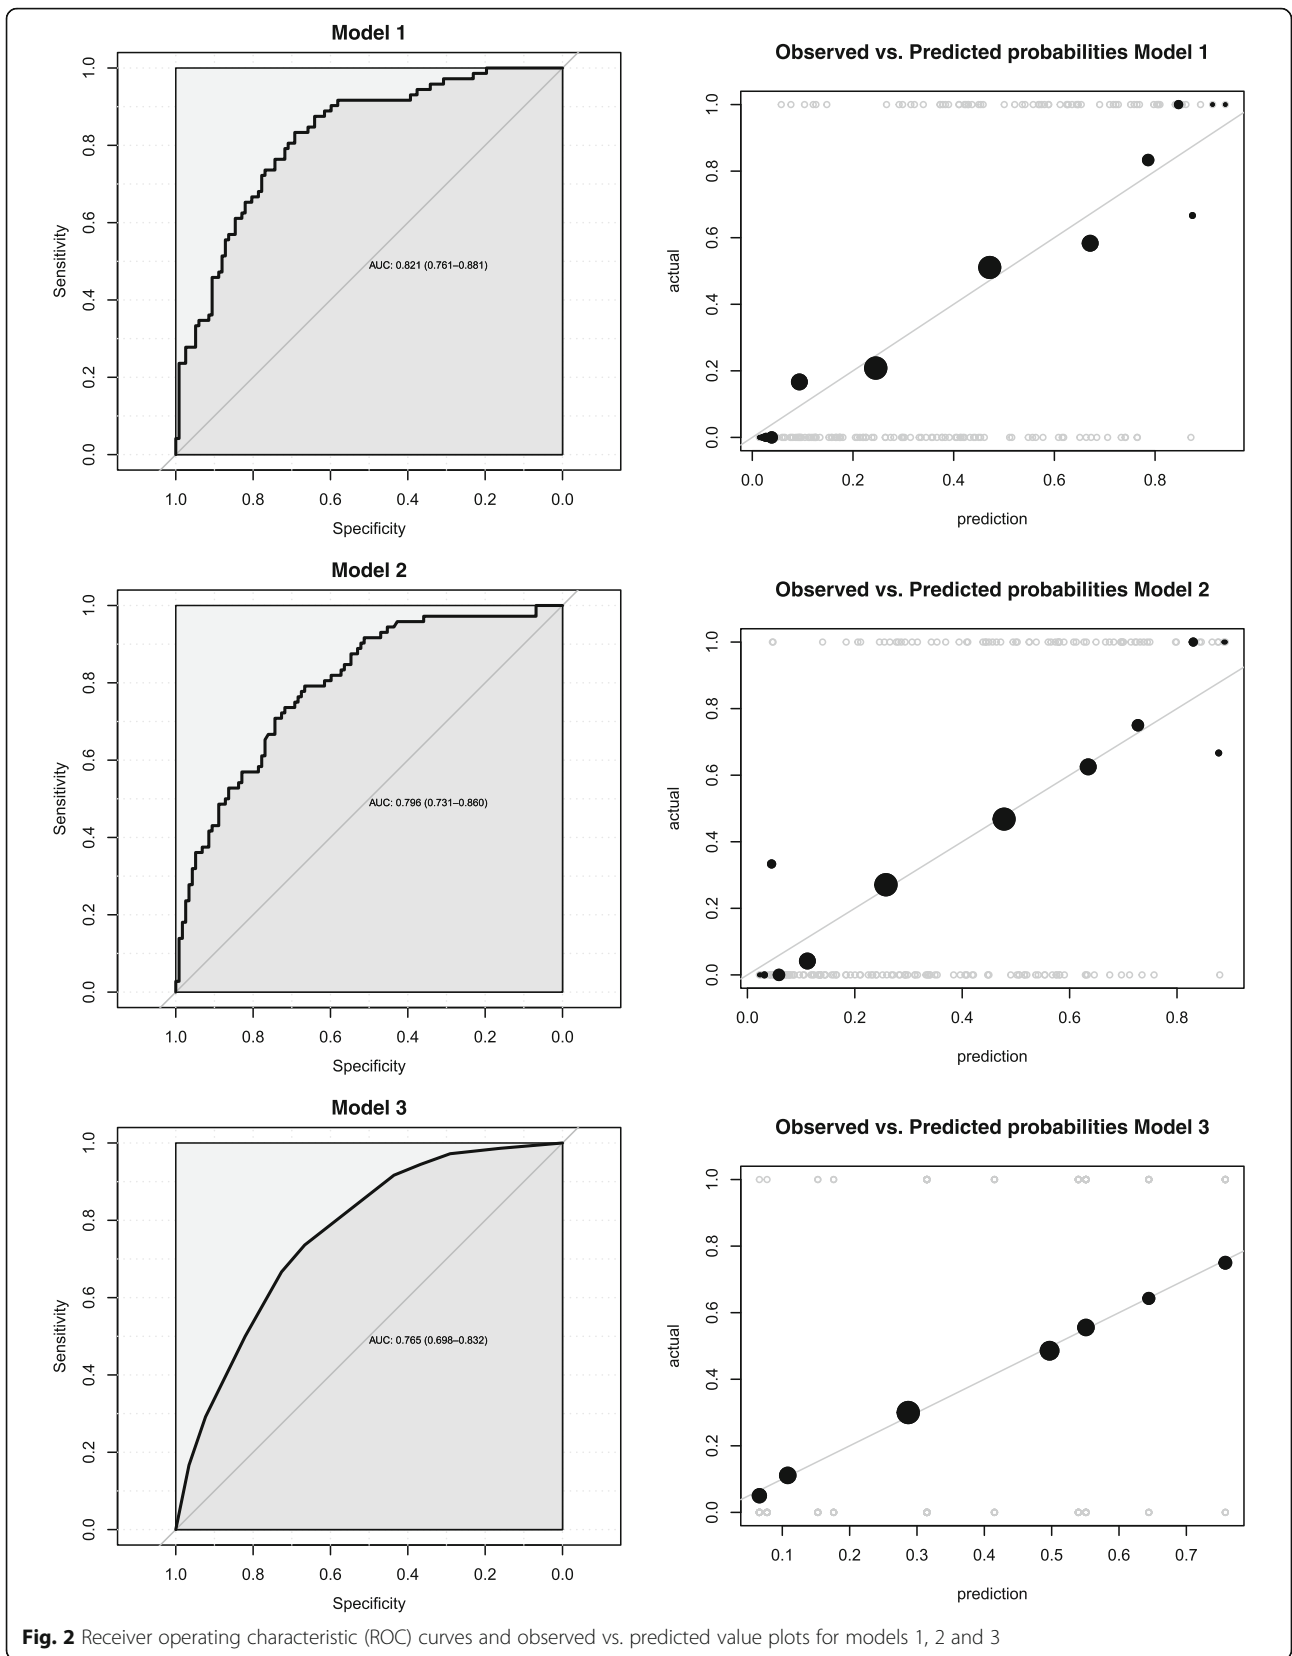 Model 1
1.0
0.8
0.6
0.4
0.2
0.0
Sensitivity
AUC: 0.821 (0.761–0.881)
1.0 0.8 0.6 0.4 0.2 0.0
Specificity
Observed vs. Predicted probabilities Model 1
1.0
0.8
0.6
0.4
0.2
0.0
actual
0.0 0.2 0.4 0.6 0.8
prediction
Model 2
1.0
0.8
0.6
0.4
0.2
0.0
Sensitivity
AUC: 0.796 (0.731–0.860)
1.0 0.8 0.6 0.4 0.2 0.0
Specificity
Observed vs. Predicted probabilities Model 2
1.0
0.8
0.6
0.4
0.2
0.0
actual
0.0 0.2 0.4 0.6 0.8
prediction
Model 3
1.0
0.8
0.6
0.4
0.2
0.0
Sensitivity
AUC: 0.765 (0.698–0.832)
1.0 0.8 0.6 0.4 0.2 0.0
Specificity
Observed vs. Predicted probabilities Model 3
1.0
0.8
0.6
0.4
0.2
0.0
actual
0.1 0.2 0.3 0.4 0.5 0.6 0.7
prediction
Fig. 2 Receiver operating characteristic (ROC) curves and observed vs. predicted value plots for models 1, 2 and 3